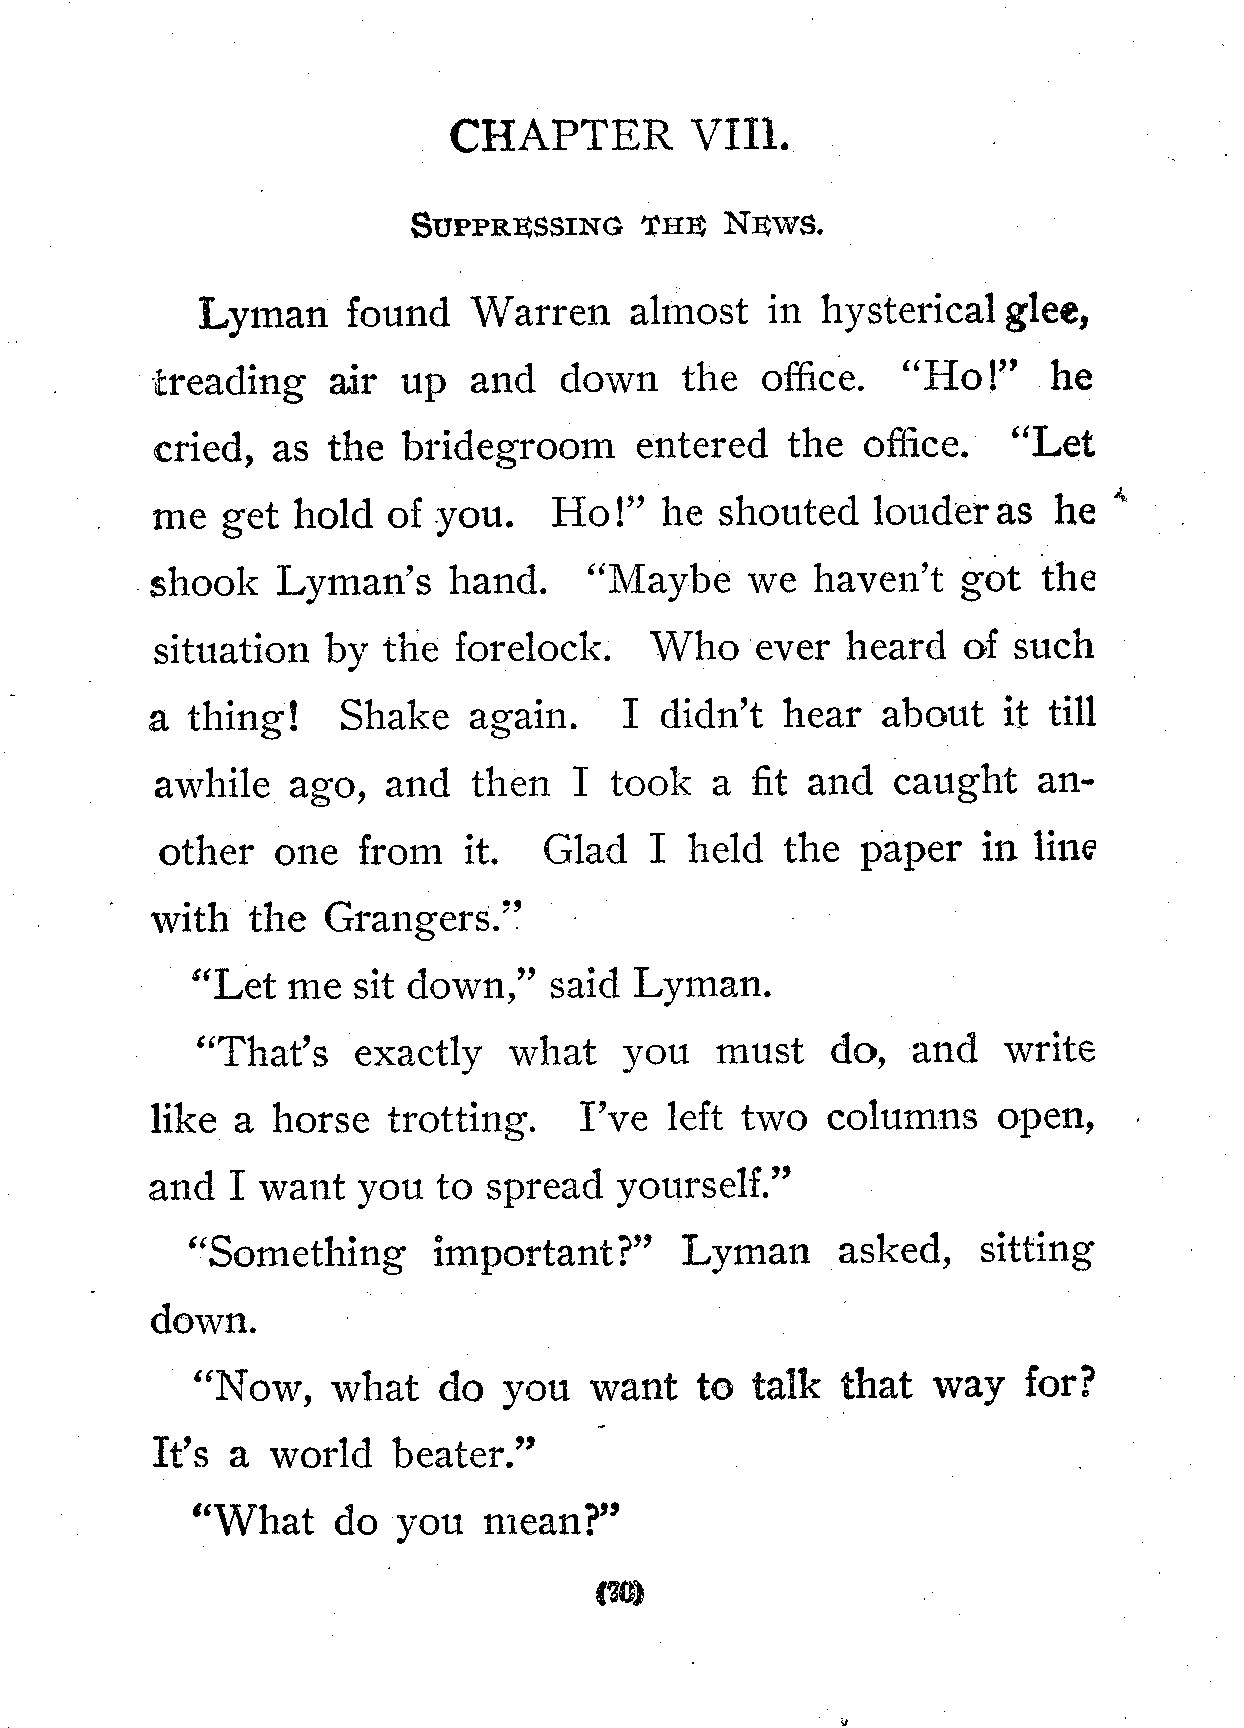 CHAPTER VIII.
SUPPRESSING THE NEWS.
Lyman found Warren almost in hysterical glee,
treading air up and down the office. "Ho!" he
cried, as the bridegroom entered the office. "Let
me get hold of you. Ho!" he shouted louder as he
shook Lyman's hand. "Maybe we haven't got the
situation by the forelock. Who ever heard of such
a thing! Shake again. I didn't hear about it till
awhile ago, and then I took a fit and caught an-
other one from it. Glad I held the paper in line
with the Grangers."
"Let me sit down," said Lyman.
"That's exactly what you must do, and write
like a horse trotting. I've left two columns open,
and I want you to spread yourself."
"Something important?" Lyman asked, sitting
down.
"Now, what do you want to talk that way for?
It's a world beater."
"What do you mean?"